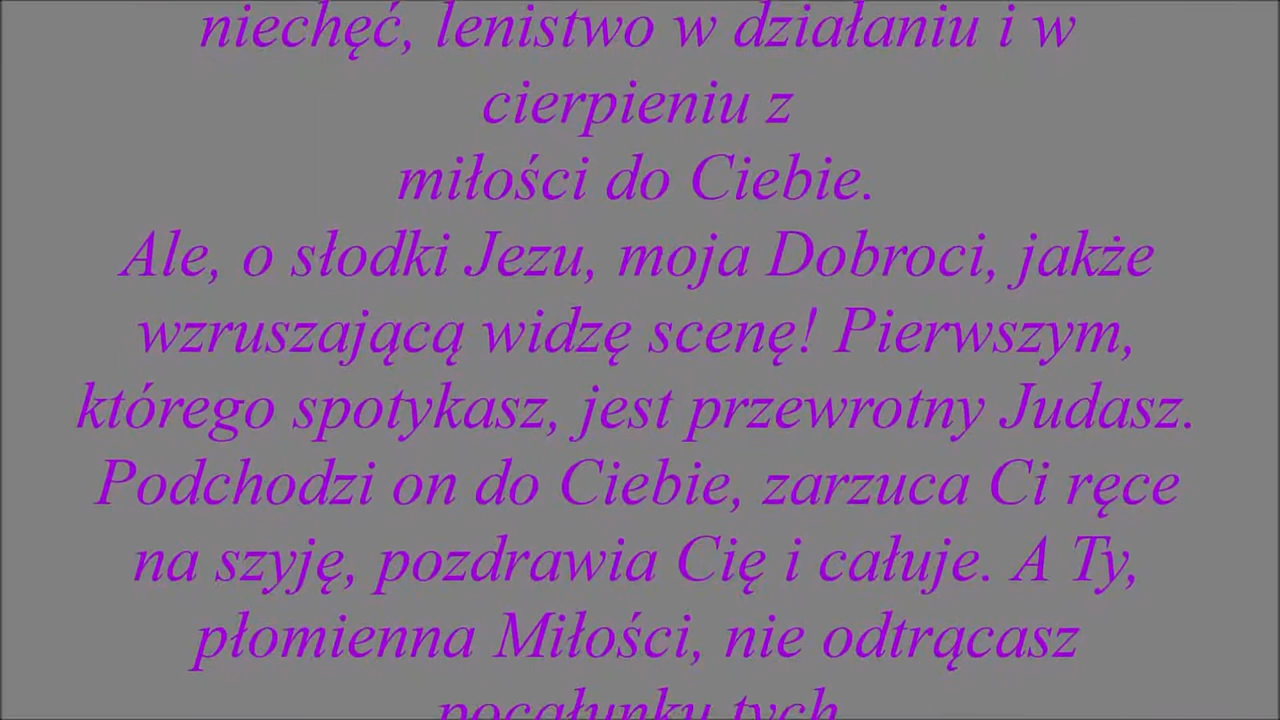 niechęć, lenistwo w działaniu i w
cierpieniu z
miłości do Ciebie.
Ale, o słodki Jezu, moja Dobroci, jakże
wzruszającą widzę scenę! Pierwszym,
którego spotykasz, jest przewrotny Judasz.
Podchodzi on do Ciebie, zarzuca Ci ręce
na szyję, pozdrawia Cię i całuje. A Ty,
płomienna Miłości, nie odtrącasz
pocałunku tych